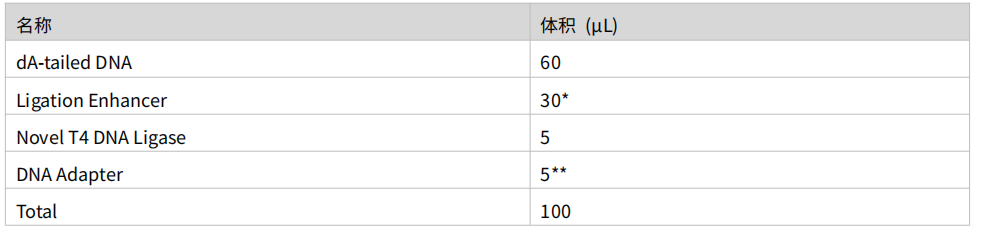 名称 体积 (μL)
dA-tailed DNA 60
Ligation Enhancer 30*
Novel T4 DNA Ligase 5
DNA Adapter 5**
Total 100